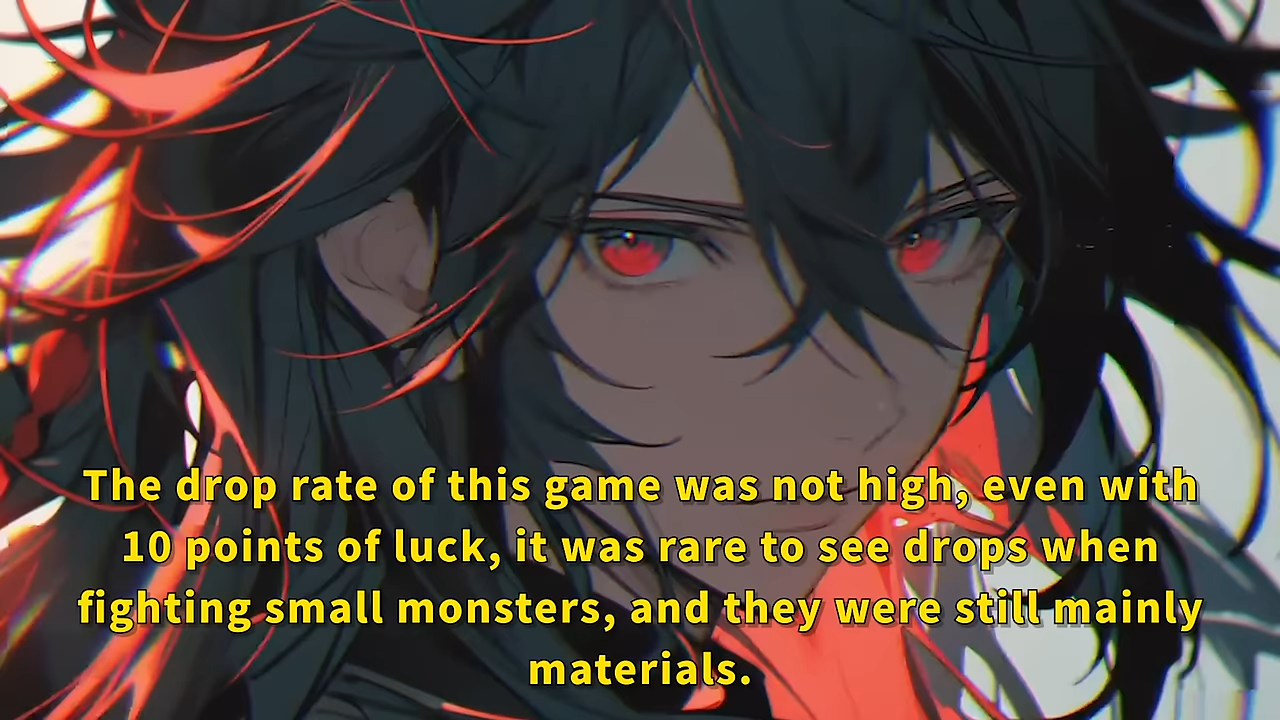 The drop rate of this game was not high, even with
10 points of luck, it was rare to see drops when
fighting small monsters, and they were still mainly
materials.